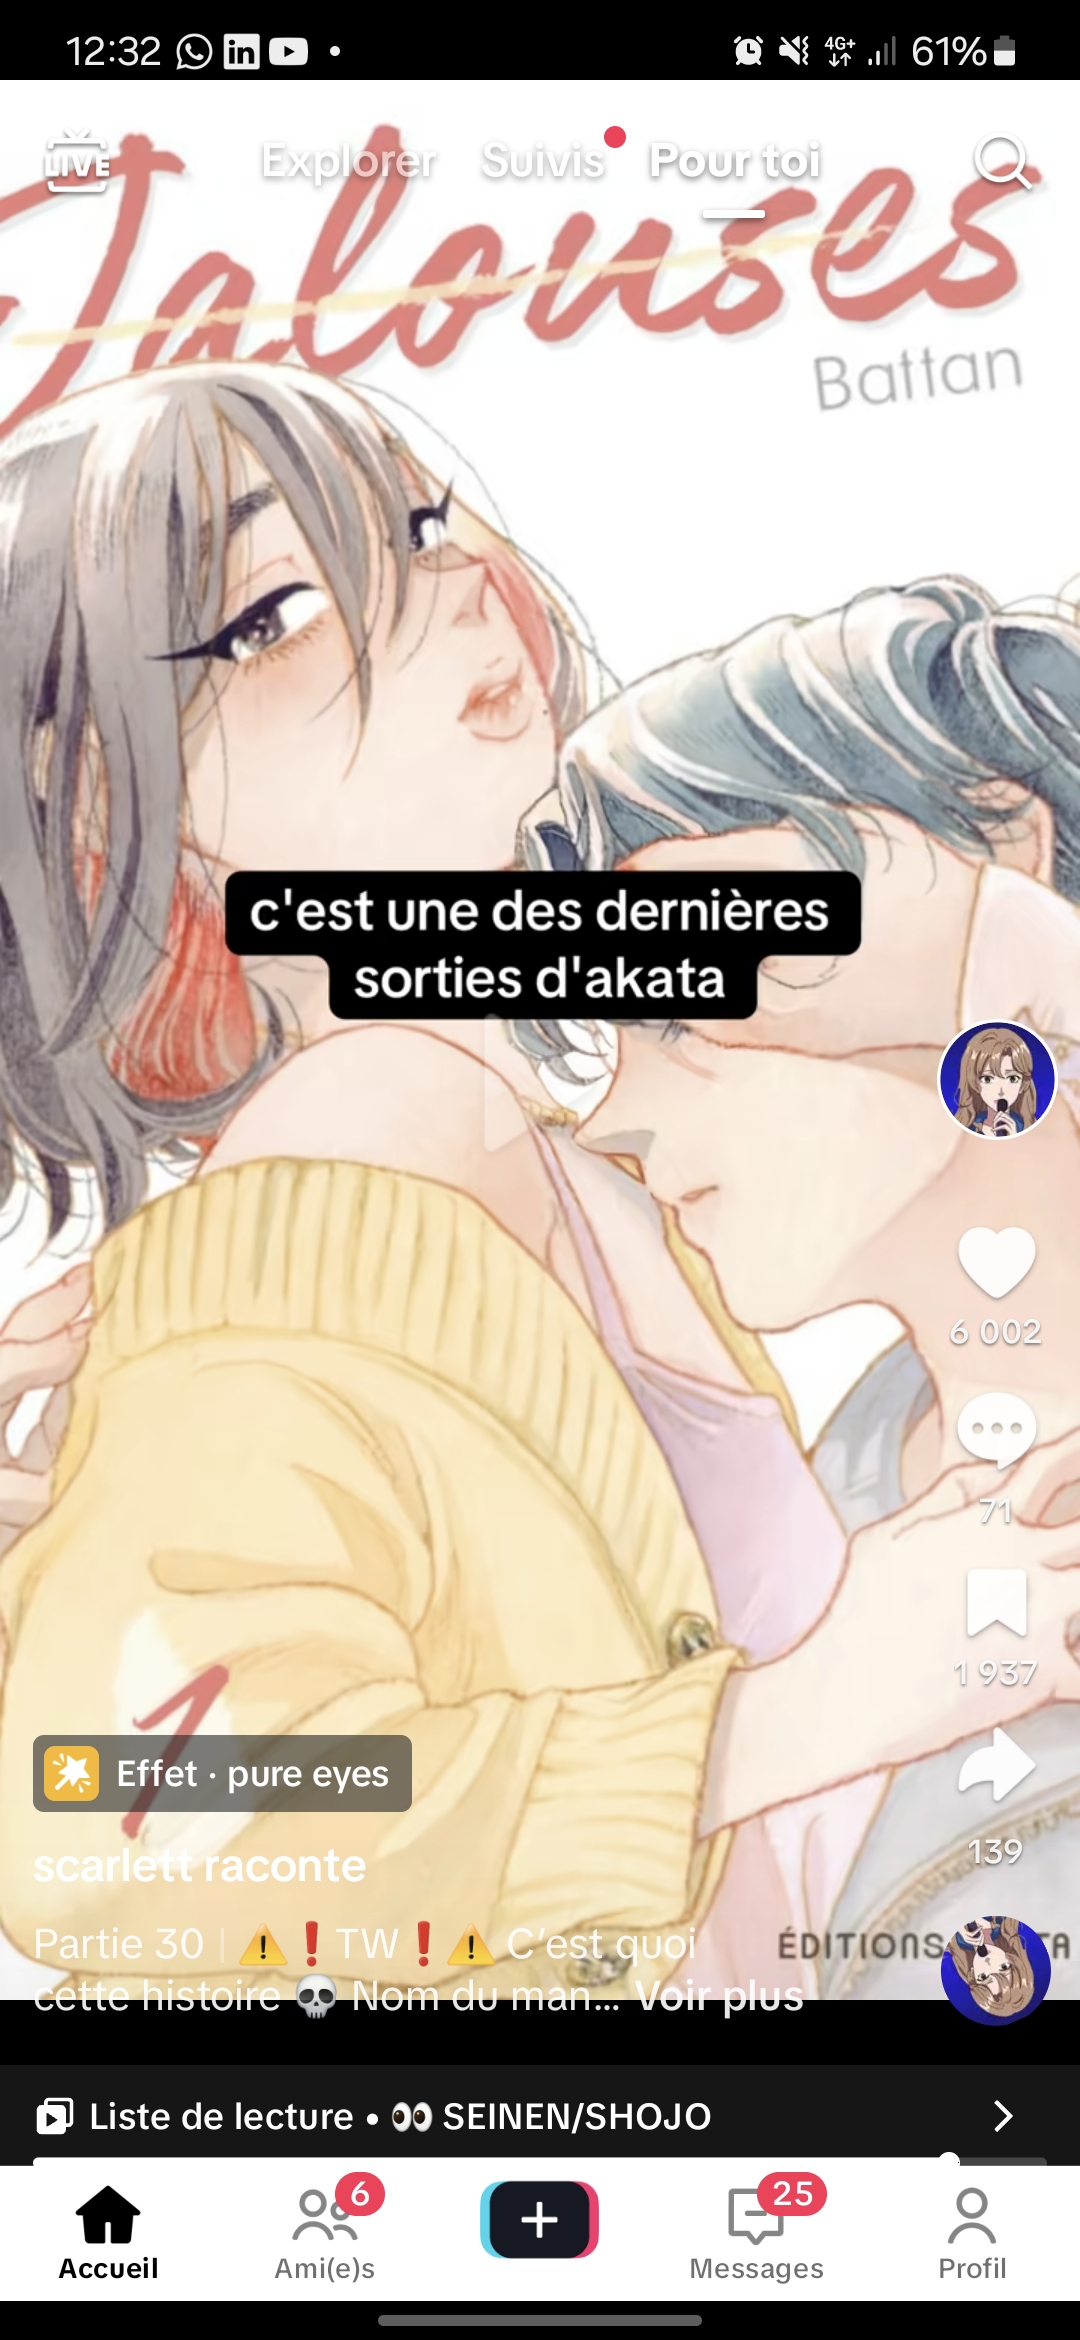 12:32
4G+
61%
LIVE
Explorer
Suivis
Pour toi
Jalouses
Battan
c'est une des dernières
sorties d'akata
6 002
71
1 937
1
Effet · pure eyes
139
scarlett raconte
Partie 30 | ⚠️❗TW❗⚠️ C’est quoi
cette histoire 💀 Nom du man... Voir plus
ÉDITIONS
TA
Liste de lecture • 👀 SEINEN/SHOJO
6
25
Accueil
Ami(e)s
Messages
Profil